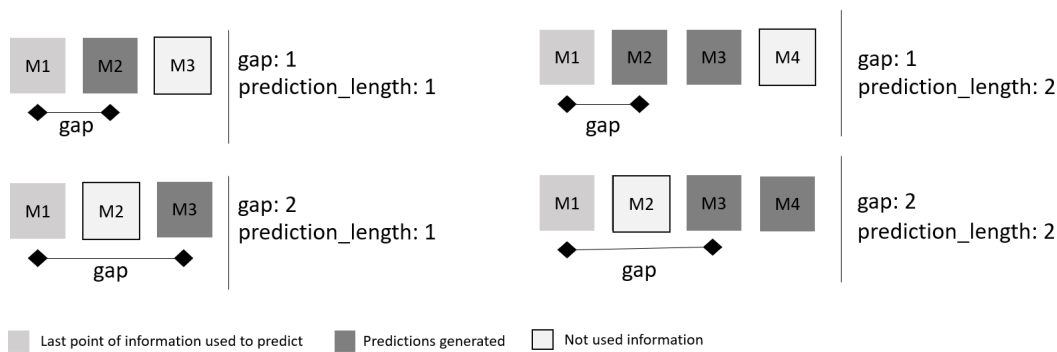 M1 M2 M3
gap: 1
prediction_length: 1
gap
M1 M2 M3 M4
gap: 1
prediction_length: 2
gap
M1 M2 M3
gap: 2
prediction_length: 1
gap
M1 M2 M3 M4
gap: 2
prediction_length: 2
gap
Last point of information used to predict
Predictions generated
Not used information